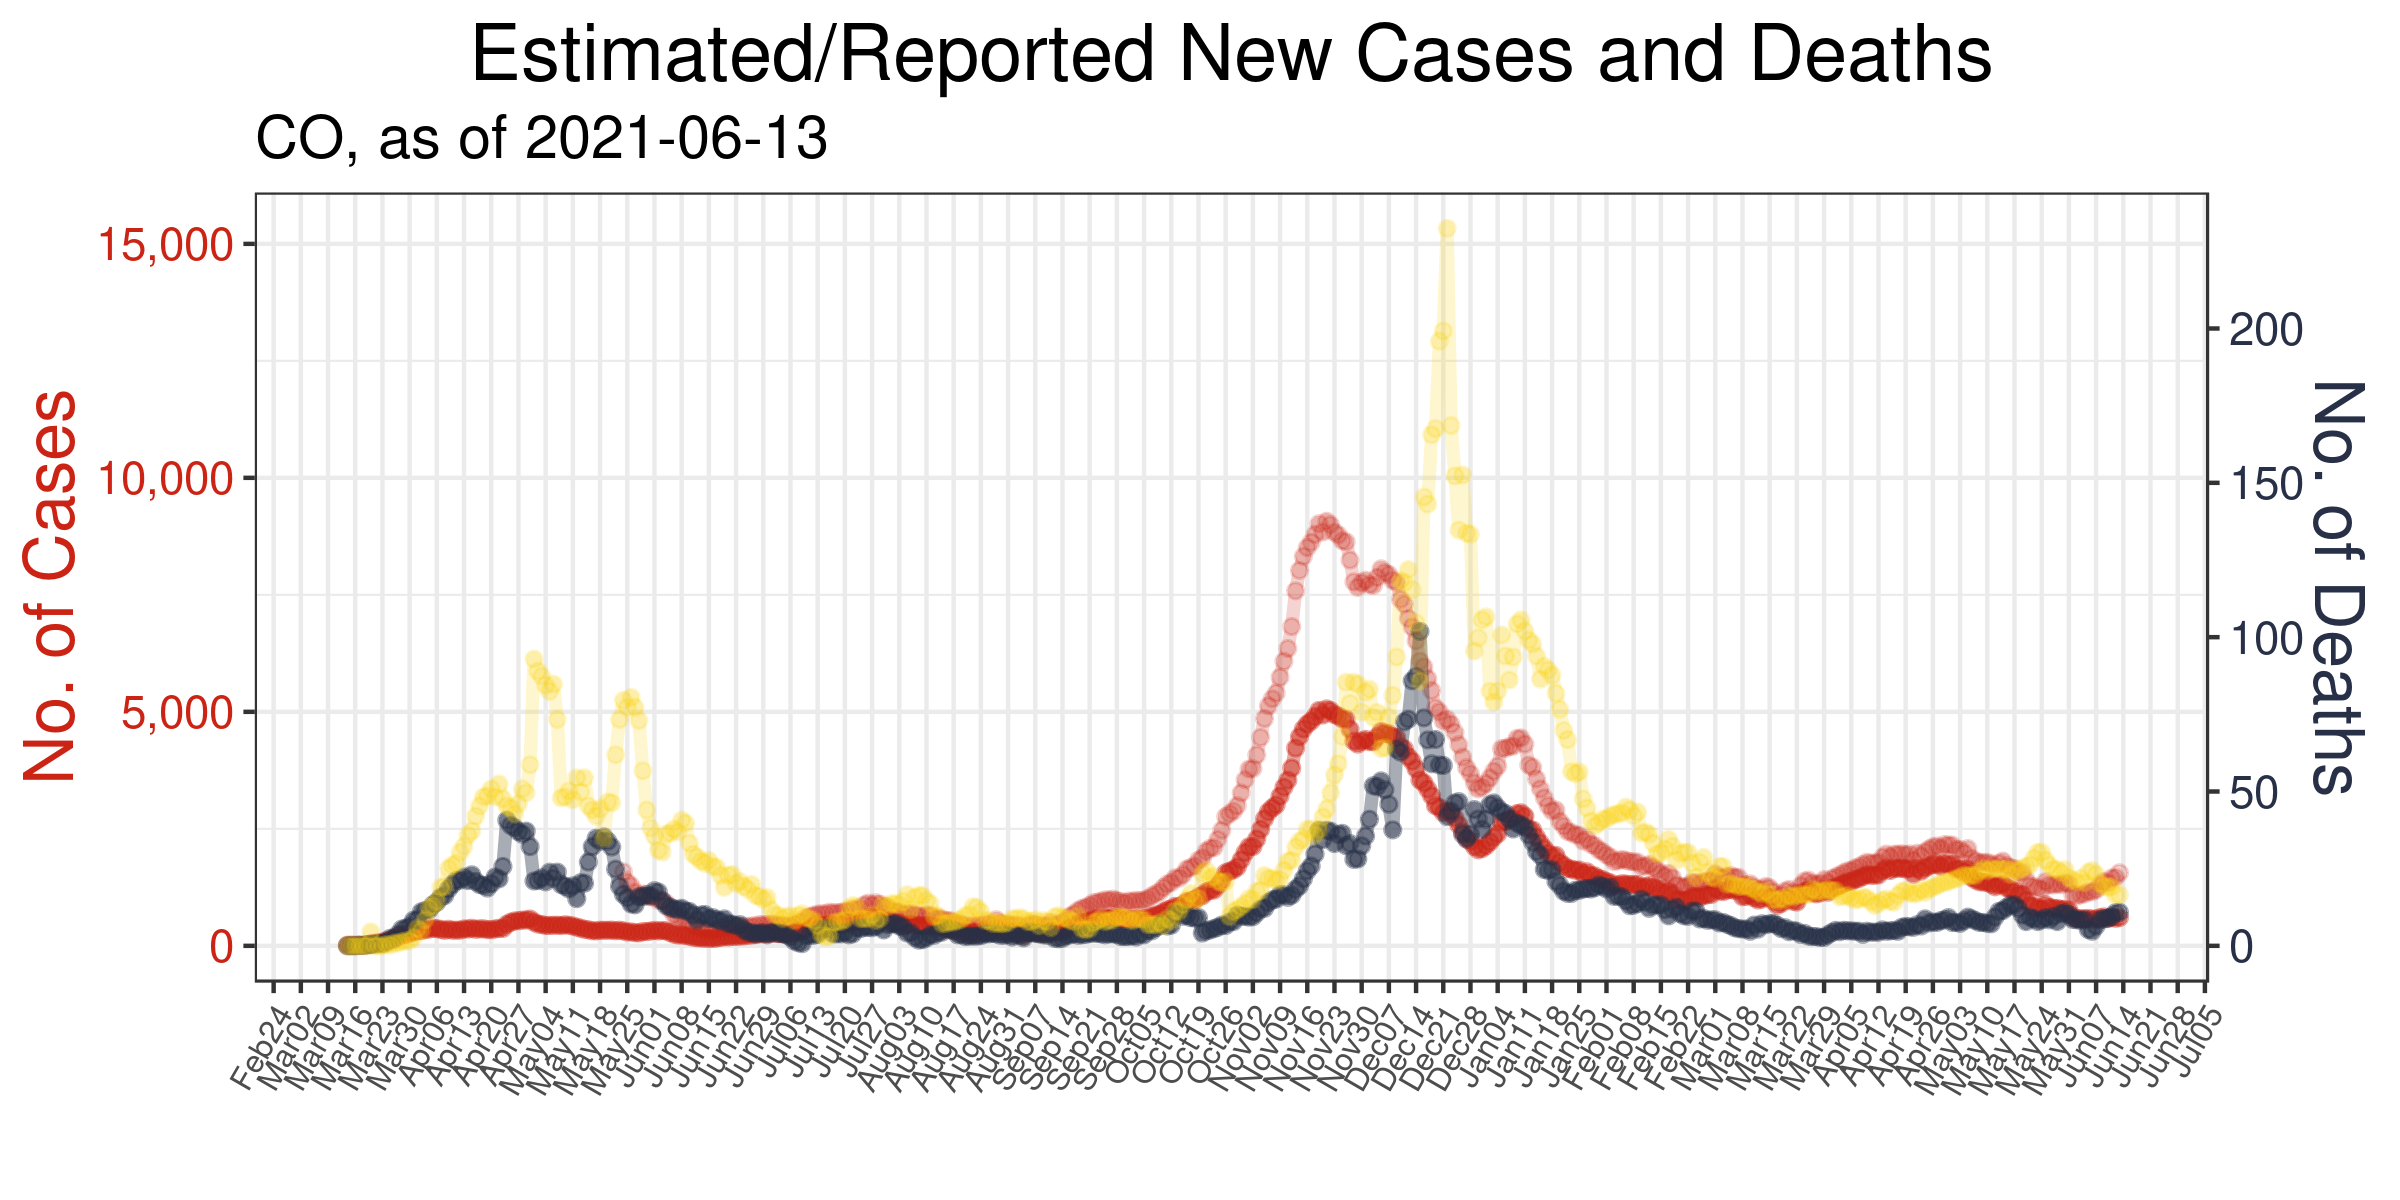 Estimated/Reported New Cases and Deaths
CO, as of 2021-06-13
No. of Cases
15,000
10,000
5,000
0
No. of Deaths
200
150
100
50
0
Feb24
Mar02
Mar09
Mar16
Mar23
Mar30
Apr06
Apr13
Apr20
Apr27
May04
May11
May18
May25
Jun01
Jun08
Jun15
Jun22
Jun29
Jul06
Jul13
Jul20
Jul27
Aug03
Aug10
Aug17
Aug24
Aug31
Sep07
Sep14
Sep21
Sep28
Oct05
Oct12
Oct19
Oct26
Nov02
Nov09
Nov16
Nov23
Nov30
Dec07
Dec14
Dec21
Dec28
Jan04
Jan11
Jan18
Jan25
Feb01
Feb08
Feb15
Feb22
Mar01
Mar08
Mar15
Mar22
Mar29
Apr05
Apr12
Apr19
Apr26
May03
May10
May17
May24
May31
Jun07
Jun14
Jun21
Jun28
Jul05